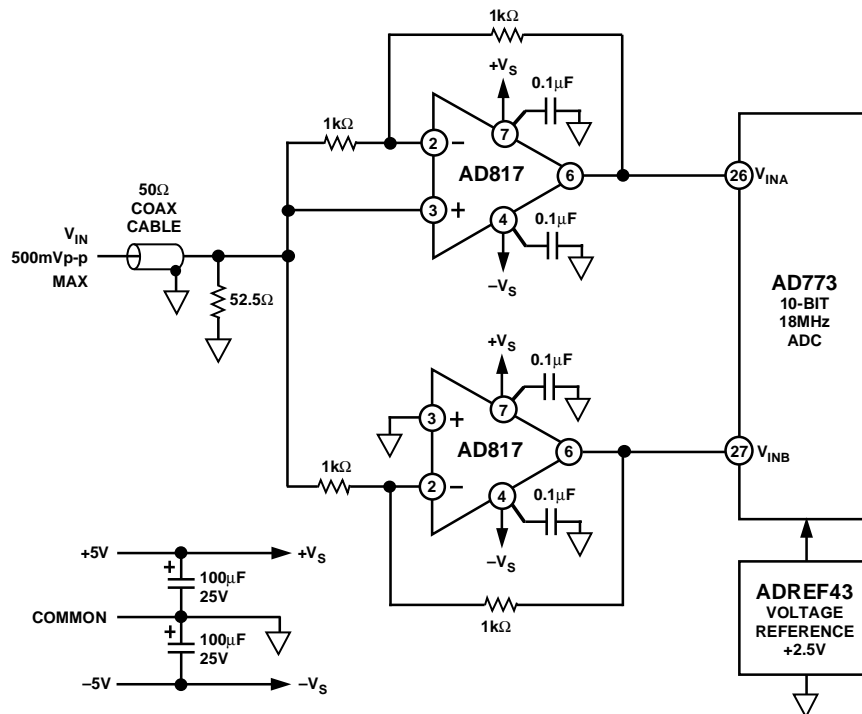 1kΩ
+VS
0.1μF
1kΩ
2
–
7
AD817
6
3
+
4
0.1μF
–VS
50Ω
COAX
CABLE
VIN
500mVp-p
MAX
52.5Ω
26
VINA
AD773
10-BIT
18MHz
ADC
+VS
0.1μF
3
+
7
AD817
6
1kΩ
2
–
4
0.1μF
–VS
27
VINB
1kΩ
+5V
+VS
+
100μF
25V
COMMON
+
100μF
25V
–5V
–VS
ADREF43
VOLTAGE
REFERENCE
+2.5V